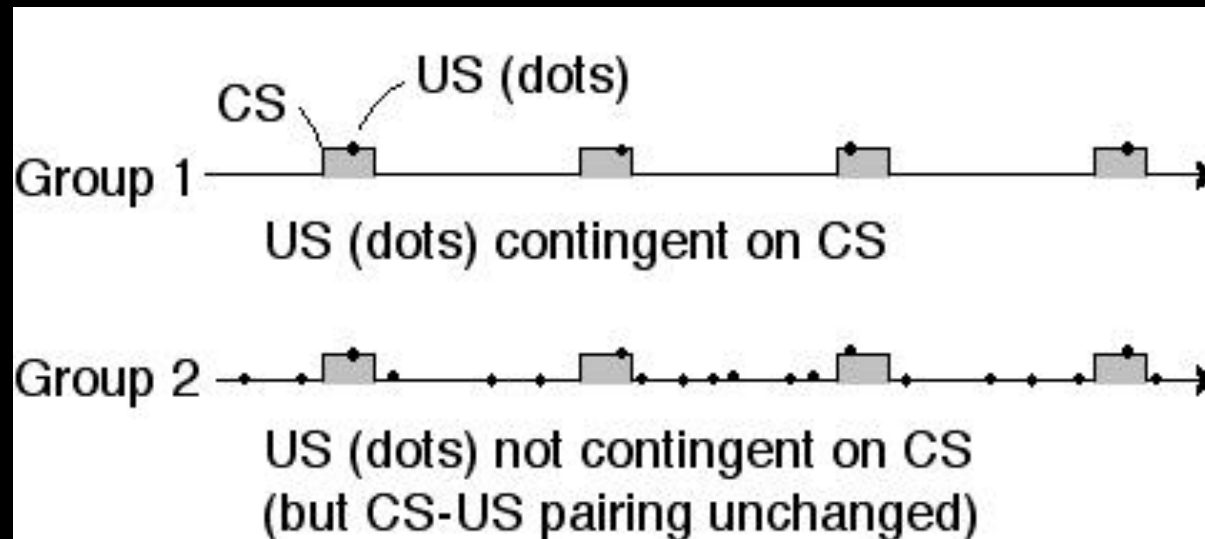 US (dots)
CS
Group 1
US (dots) contingent on CS
Group 2
US (dots) not contingent on CS
(but CS-US pairing unchanged)